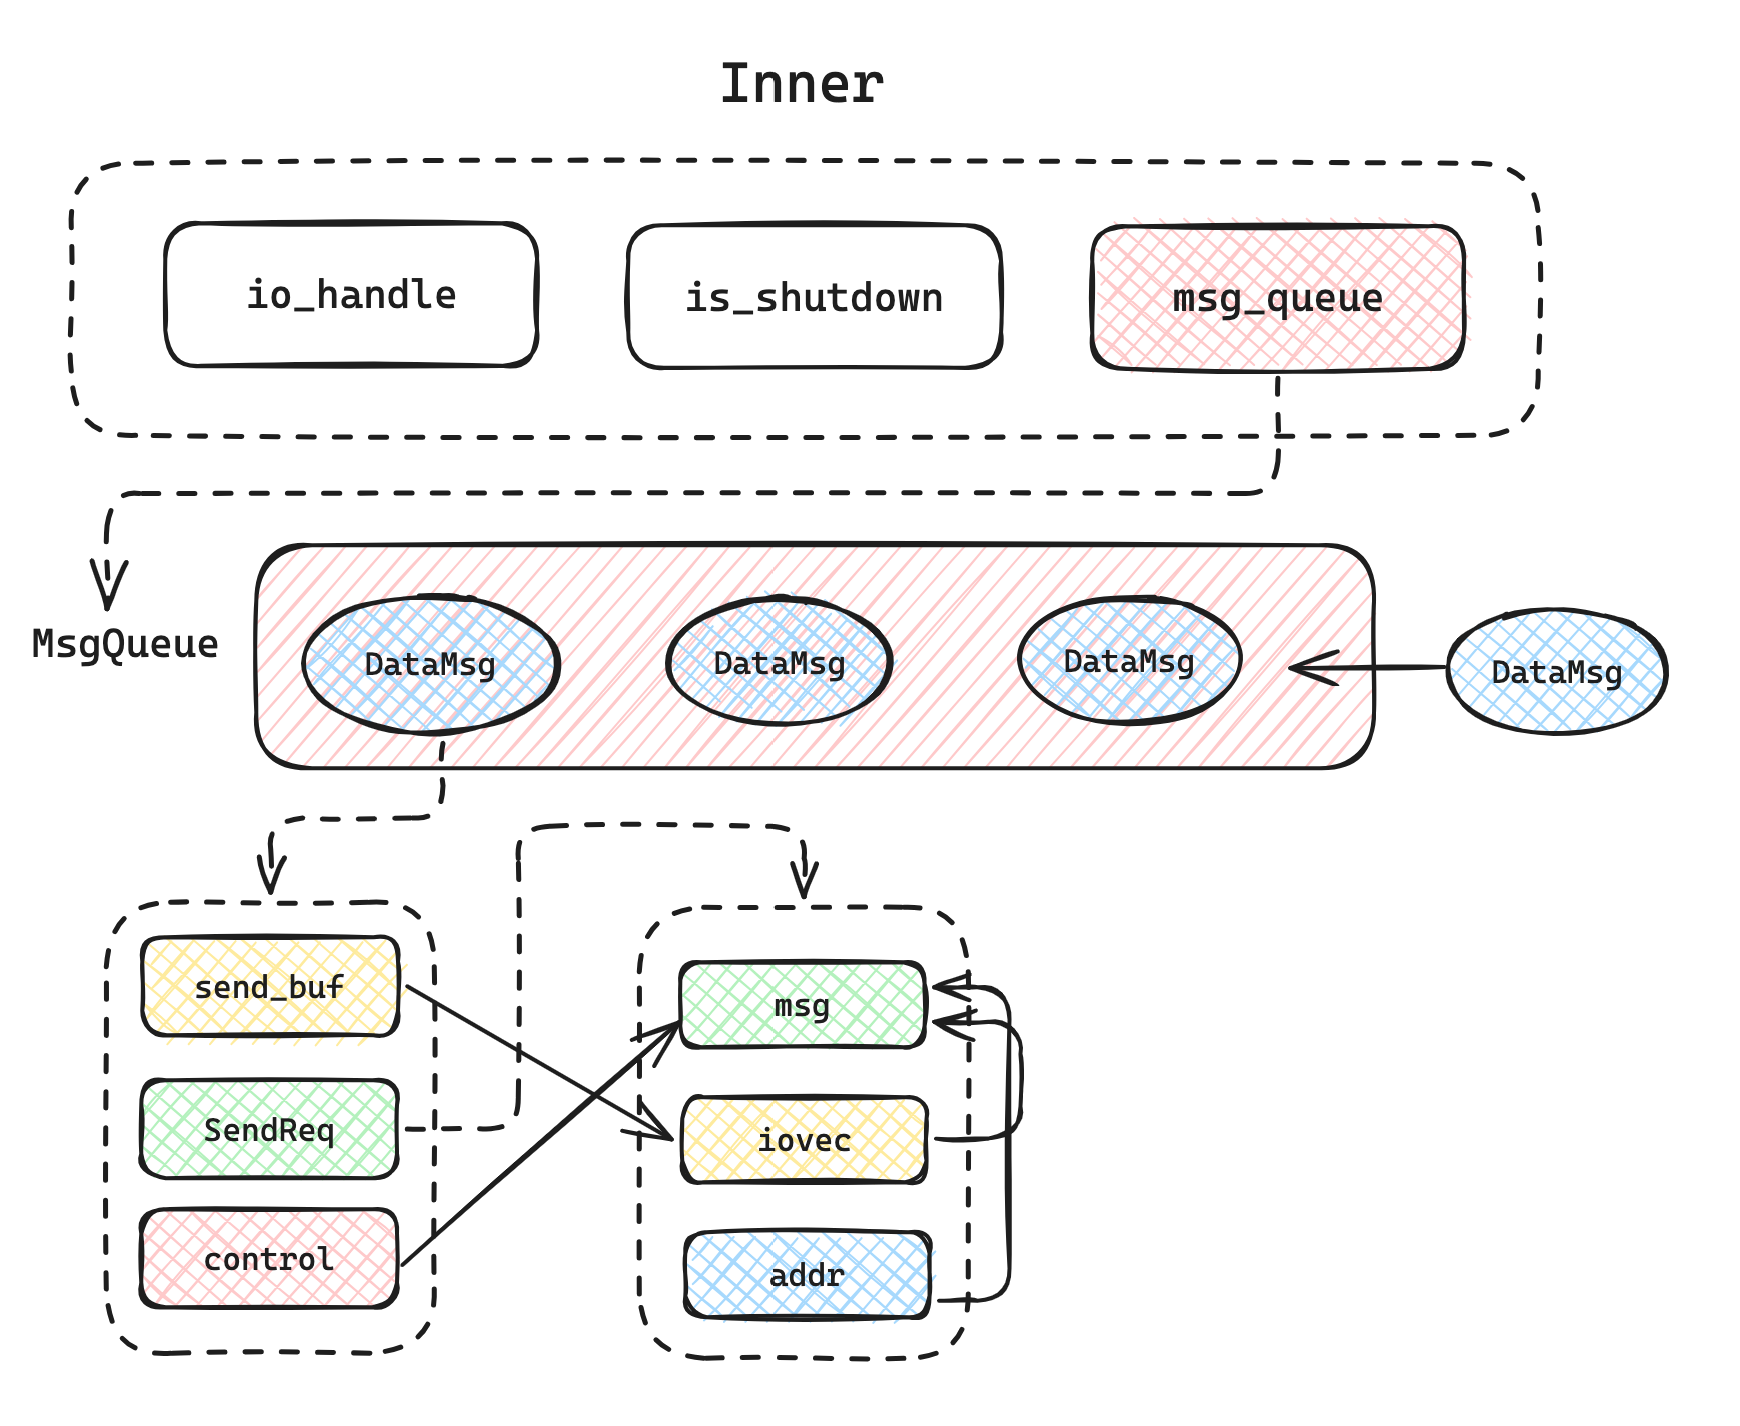 Inner
io_handle
is_shutdown
msg_queue
MsgQueue
DataMsg
DataMsg
DataMsg
DataMsg
send_buf
SendReq
control
msg
iovec
addr